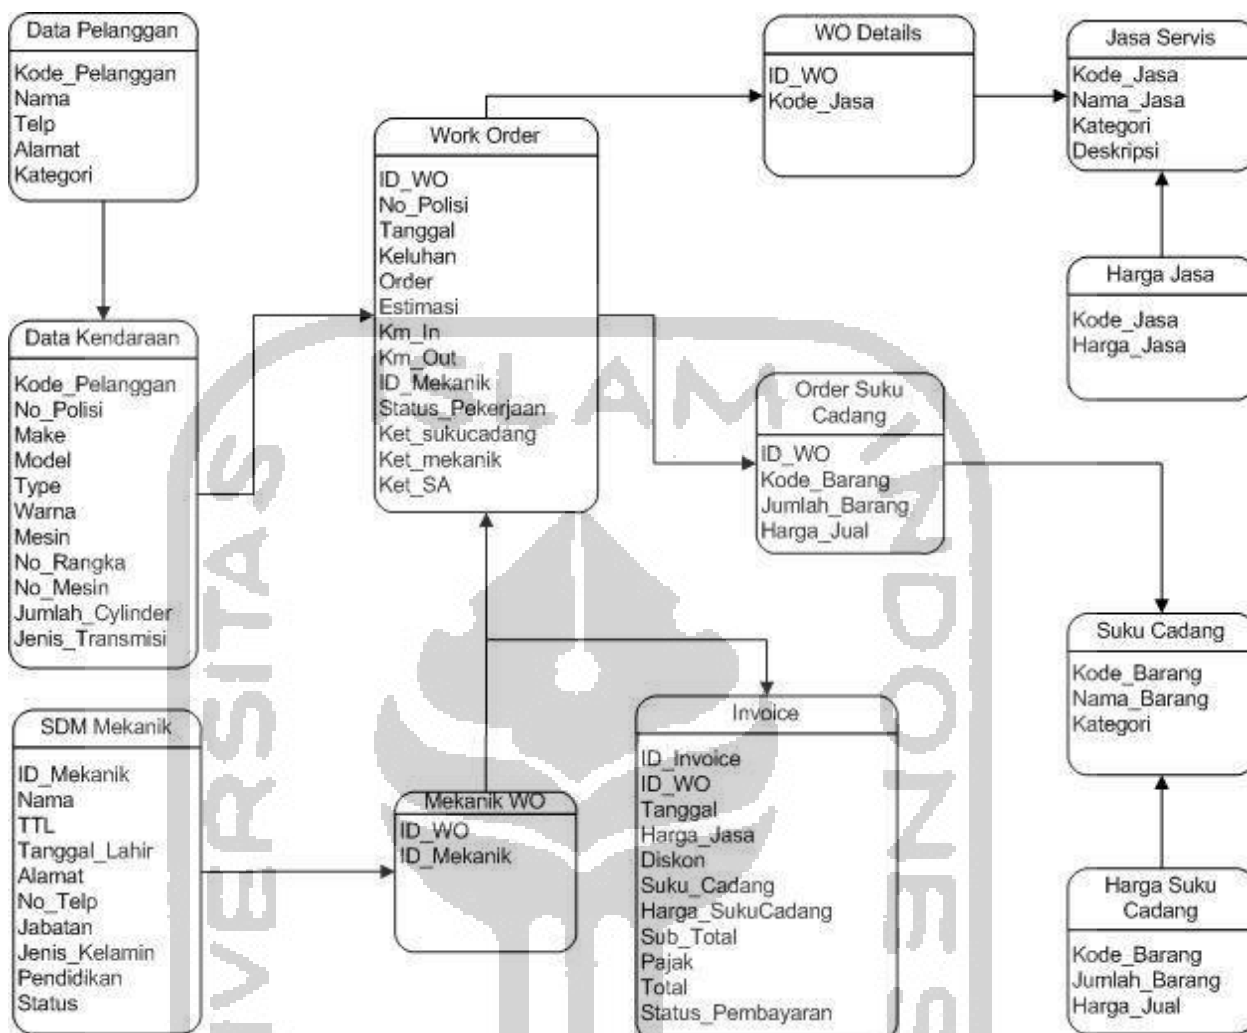 Data Pelanggan
Kode_Pelanggan
Nama
Telp
Alamat
Kategori
Data Kendaraan
Kode_Pelanggan
No_Polisi
Make
Model
Type
Warna
Mesin
No_Rangka
No_Mesin
Jumlah_Cylinder
Jenis_Transmisi
SDM Mekanik
ID_Mekanik
Nama
TTL
Tanggal_Lahir
Alamat
No_Telp
Jabatan
Jenis_Kelamin
Pendidikan
Status
Work Order
ID_WO
No_Polisi
Tanggal
Keluhan
Order
Estimasi
Km_In
Km_Out
ID_Mekanik
Status_Pekerjaan
Ket_sukucadang
Ket_mekanik
Ket_SA
Mekanik WO
ID_WO
ID_Mekanik
WO Details
ID_WO
Kode_Jasa
Order Suku
Cadang
ID_WO
Kode_Barang
Jumlah_Barang
Harga_Jual
Invoice
ID_Invoice
ID_WO
Tanggal
Harga_Jasa
Diskon
Suku_Cadang
Harga_SukuCadang
Sub_Total
Pajak
Total
Status_Pembayaran
Jasa Servis
Kode_Jasa
Nama_Jasa
Kategori
Deskripsi
Harga Jasa
Kode_Jasa
Harga_Jasa
Suku Cadang
Kode_Barang
Nama_Barang
Kategori
Harga Suku
Cadang
Kode_Barang
Jumlah_Barang
Harga_Jual
VERSITAS
ISLAM